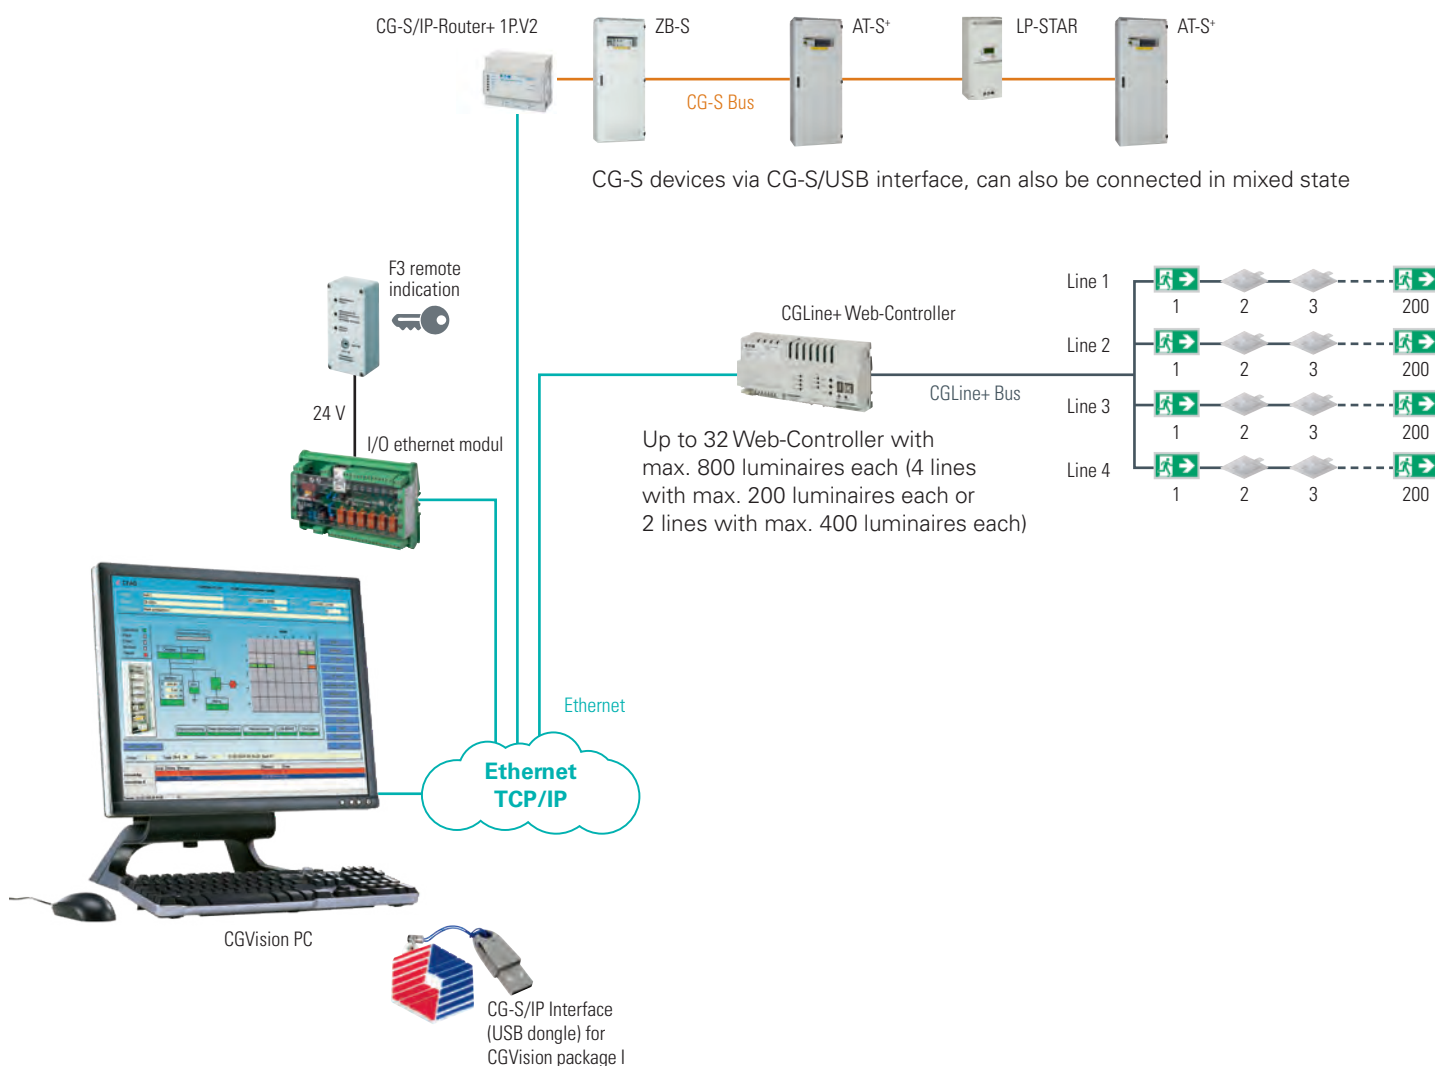 CG-S/IP-Router+ 1P.V2
ZB-S
AT-S+
LP-STAR
AT-S+
CG-S Bus
CG-S devices via CG-S/USB interface, can also be connected in mixed state
F3 remote
indication
24 V
I/O ethernet modul
CGLine+ Web-Controller
CGLine+ Bus
Line 1
1 2 3 200
Line 2
1 2 3 200
Line 3
1 2 3 200
Line 4
1 2 3 200
Up to 32 Web-Controller with
max. 800 luminaires each (4 lines
with max. 200 luminaires each or
2 lines with max. 400 luminaires each)
Ethernet
Ethernet
TCP/IP
CGVision PC
CG-S/IP Interface
(USB dongle) for
CGVision package I